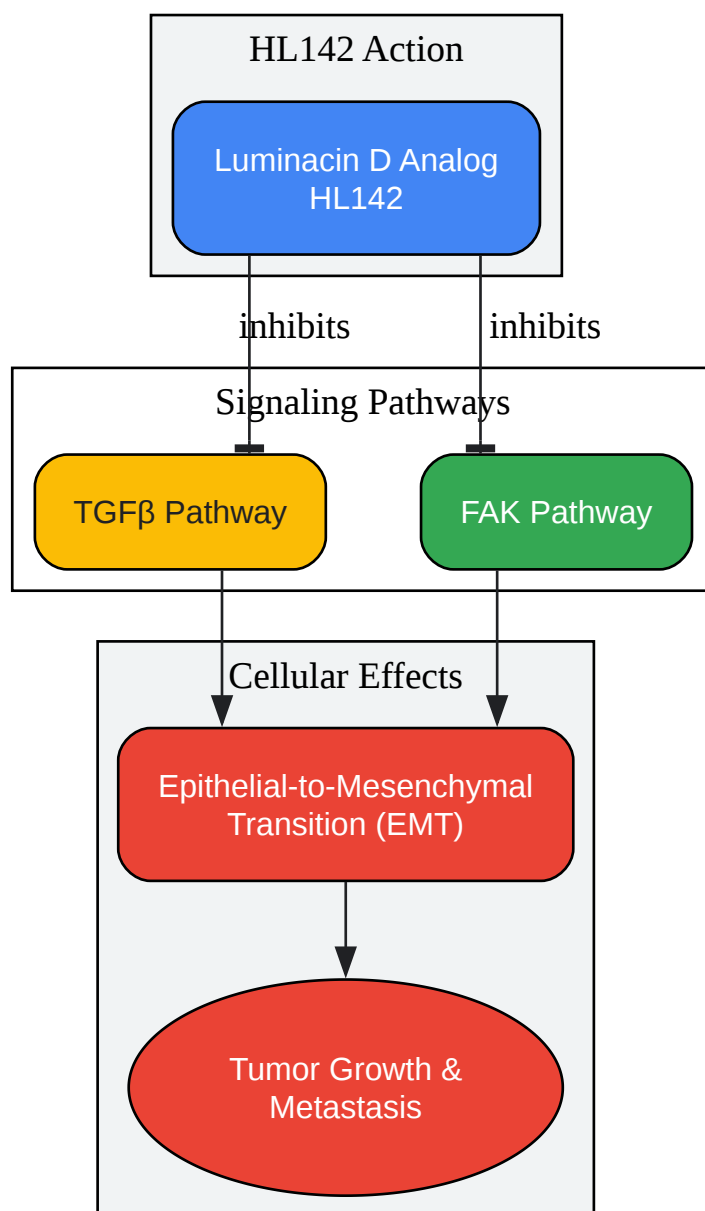 HL142 Action
Luminacin D Analog
HL142
inhibits
inhibits
Signaling Pathways
TGFβ Pathway
FAK Pathway
Cellular Effects
Epithelial-to-Mesenchymal
Transition (EMT)
Tumor Growth &
Metastasis